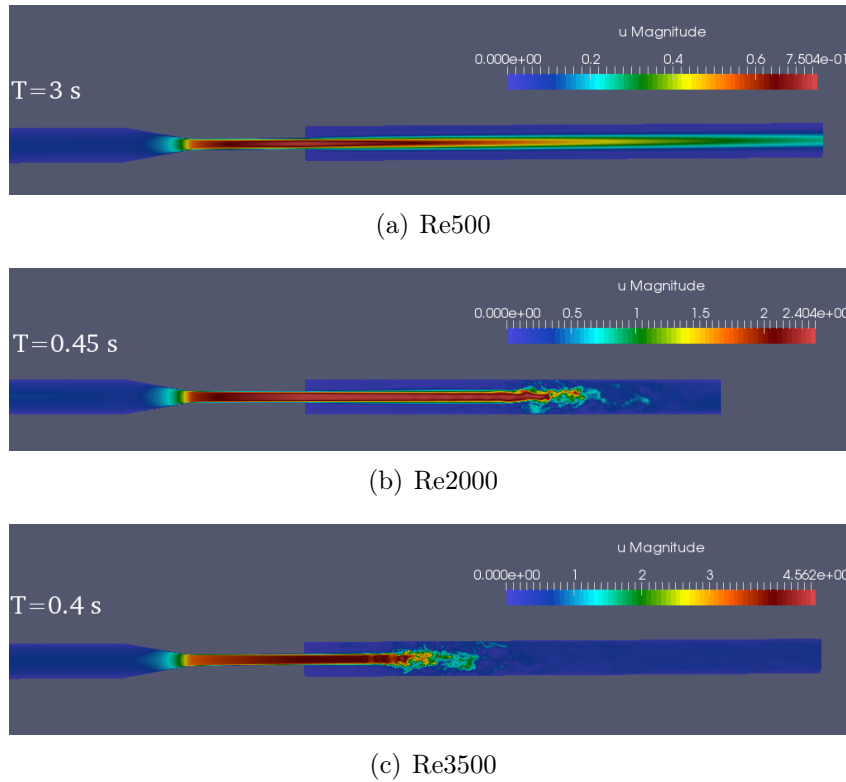 u Magnitude
0.000e+00 0.2 0.4 0.6 7.504e-01
T=3 s
(a) Re500
u Magnitude
0.000e+00 0.5 1 1.5 2 2.404e+00
T=0.45 s
(b) Re2000
u Magnitude
0.000e+00 1 2 3 4.562e+00
T=0.4 s
(c) Re3500